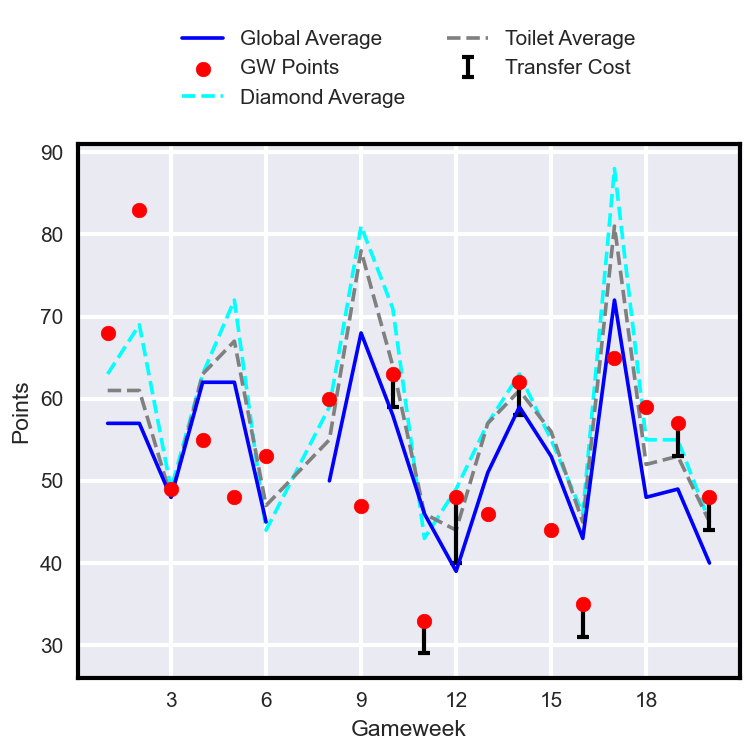 Global Average
GW Points
Diamond Average
Toilet Average
Transfer Cost
90
80
70
60
50
40
30
Points
3 6 9 12 15 18
Gameweek